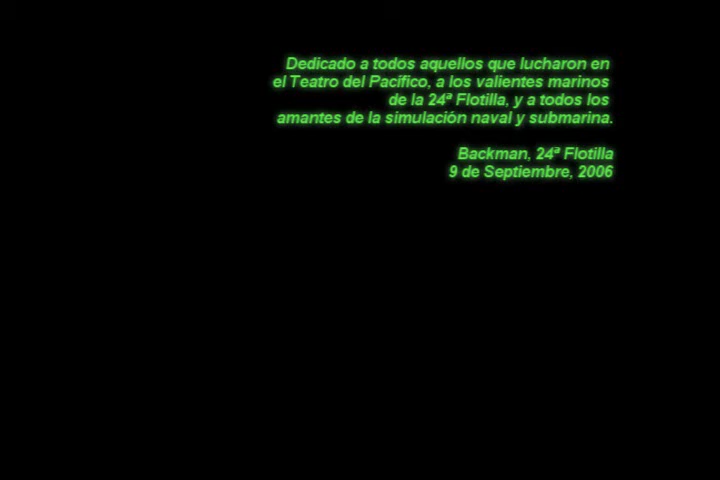 Dedicado a todos aquellos que lucharon en
el Teatro del Pacífico, a los valientes marinos
de la 24ª Flotilla, y a todos los
amantes de la simulación naval y submarina.
Backman, 24ª Flotilla
9 de Septiembre, 2006